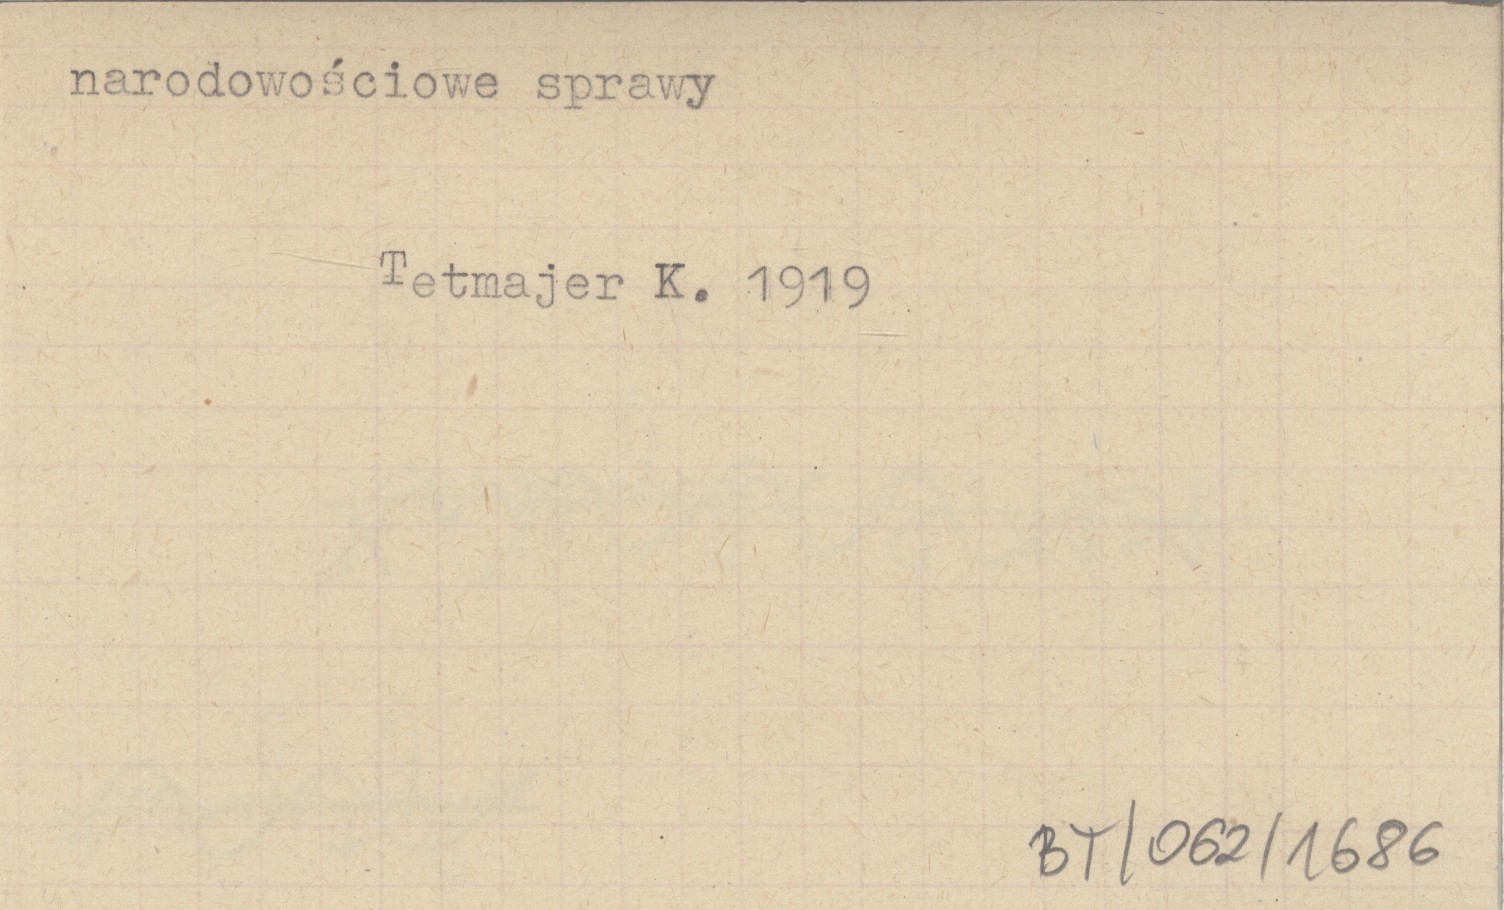 narodowościowe sprawy
Tetmajer K. 1919
BT/062/1686